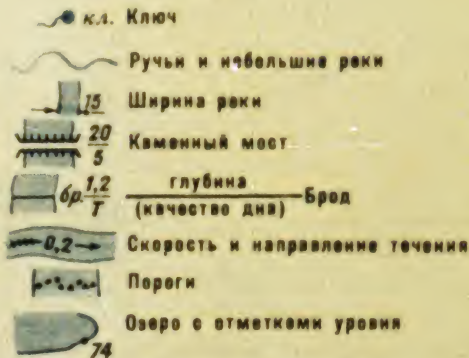 кл. Ключ
Ручьи и небольшие реки
15 Ширина реки
20
5 Каменный мост
бр. 1,2
Т глубина
(качество дна) Брод
0,2 Скорость и направление течения
Пороги
Озеро с отметками уровня
74